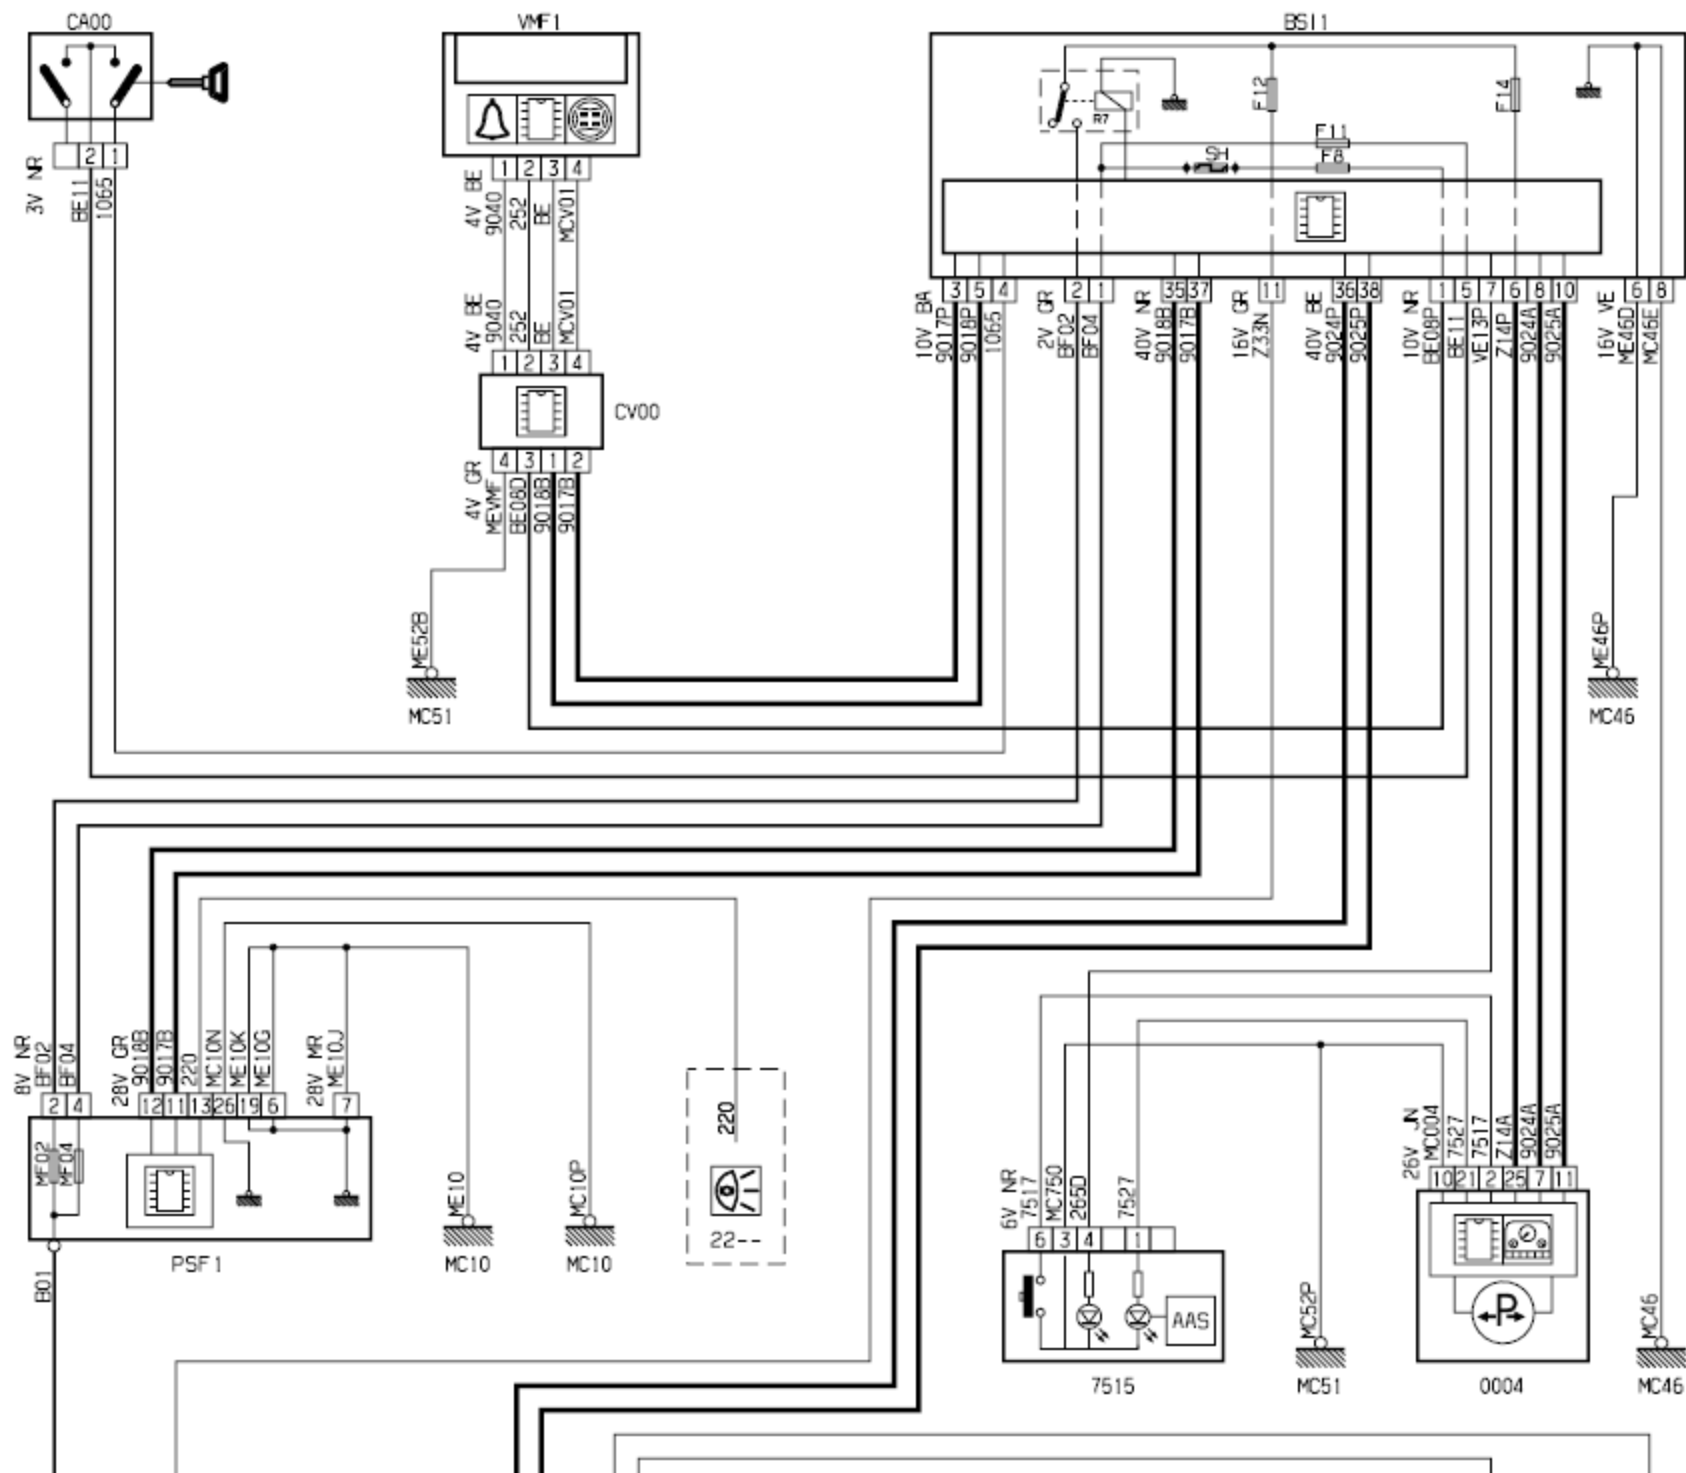 CA00
VMF1
BSI1
F12
F14
R7
F11
S1
F8
2 1
3V NR
BE11
1065
1 2 3 4
4V BE
9040
252
BE
MCV01
4V BE
9040
252
BE
MCV01
1 2 3 4
CV00
4 3 1 2
4V GR
MEVMF
BE08D
9018B
9017B
3 5 4
10V BA
9017P
9018P
1065
2 1
2V GR
BF02
BF04
35 37
40V NR
9018B
9017B
11
16V GR
Z33N
36 38
40V BE
9024P
9025P
1 5 7 6 8 10
10V NR
BE08P
BE11
VE13P
Z14P
9024A
9025A
6 8
16V VE
ME46D
MC46E
ME52B
MC51
ME46P
MC46
8V NR
BF02
BF04
2 4
28V GR
9018B
9017B
220
MC10N
ME10K
ME10G
12 11 13 26 19 6
28V MR
ME10J
7
MF02
MF04
PSF1
B01
ME10
MC10
MC10P
MC10
220
22--
6V NR
7517
MC750
265D
7527
6 3 4 1
AAS
7515
MC52P
MC51
26V JN
MC004
7527
7517
Z14A
9024A
9025A
10 21 2 25 7 11
P
0004
MC46
MC46